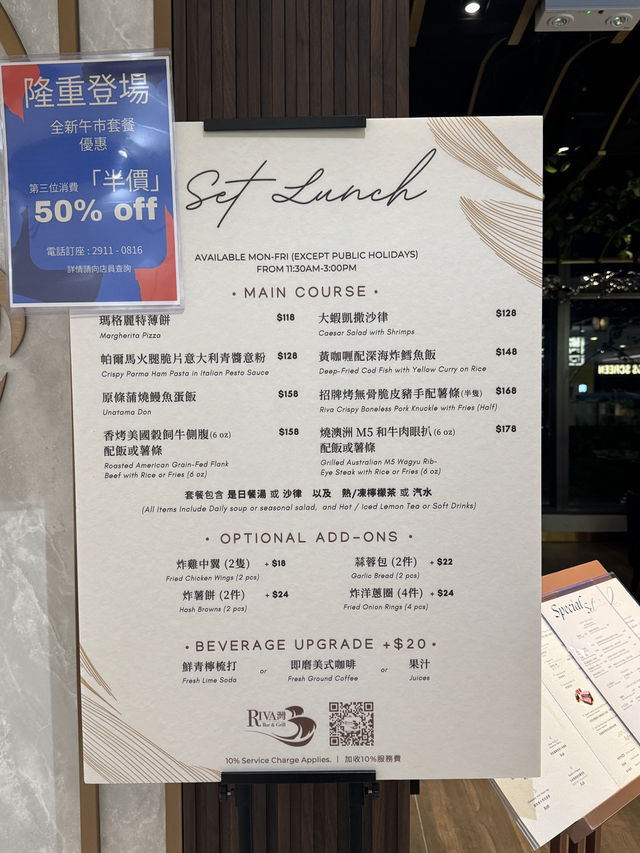 隆重登場
全新午市套餐
優惠
第三位消費 「半價」
50% off
電話訂座 : 2911 - 0816
詳情請向店員查詢
Set Lunch
AVAILABLE MON-FRI (EXCEPT PUBLIC HOLIDAYS)
FROM 11:30AM-3:00PM
• MAIN COURSE •
瑪格麗特薄餅 $118
Margherita Pizza
大蝦凱撒沙律 $128
Caesar Salad with Shrimps
帕爾馬火腿脆片意大利青醬意粉 $128
Crispy Parma Ham Pasta in Italian Pesto Sauce
黃咖喱配深海炸鱈魚飯 $148
Deep-Fried Cod Fish with Yellow Curry on Rice
原條蒲燒鰻魚蛋飯 $158
Unatama Don
招牌烤無骨脆皮豬手配薯條(半隻) $168
Riva Crispy Boneless Pork Knuckle with Fries (Half)
香烤美國穀飼牛側腹(6 oz) $158
配飯或薯條
Roasted American Grain-Fed Flank
Beef with Rice or Fries (6 oz)
燒澳洲 M5 和牛肉眼扒(6 oz) $178
配飯或薯條
Grilled Australian M5 Wagyu Rib-
Eye Steak with Rice or Fries (6 oz)
套餐包含 是日餐湯 或 沙律 以及 熱/凍檸檬茶 或 汽水
(All Items Include Daily soup or seasonal salad, and Hot / Iced Lemon Tea or Soft Drinks)
• OPTIONAL ADD-ONS •
炸雞中翼 (2隻) + $18
Fried Chicken Wings (2 pcs)
蒜蓉包 (2件) + $22
Garlic Bread (2 pcs)
炸薯餅 (2件) + $24
Hash Browns (2 pcs)
炸洋蔥圈 (4件) + $24
Fried Onion Rings (4 pcs)
• BEVERAGE UPGRADE +$20 •
鮮青檸梳打 or 即磨美式咖啡 or 果汁
Fresh Lime Soda Fresh Ground Coffee Juices
RIVA灣
Bar & Grill
10% Service Charge Applies. | 加收10%服務費
Special
SCREEN